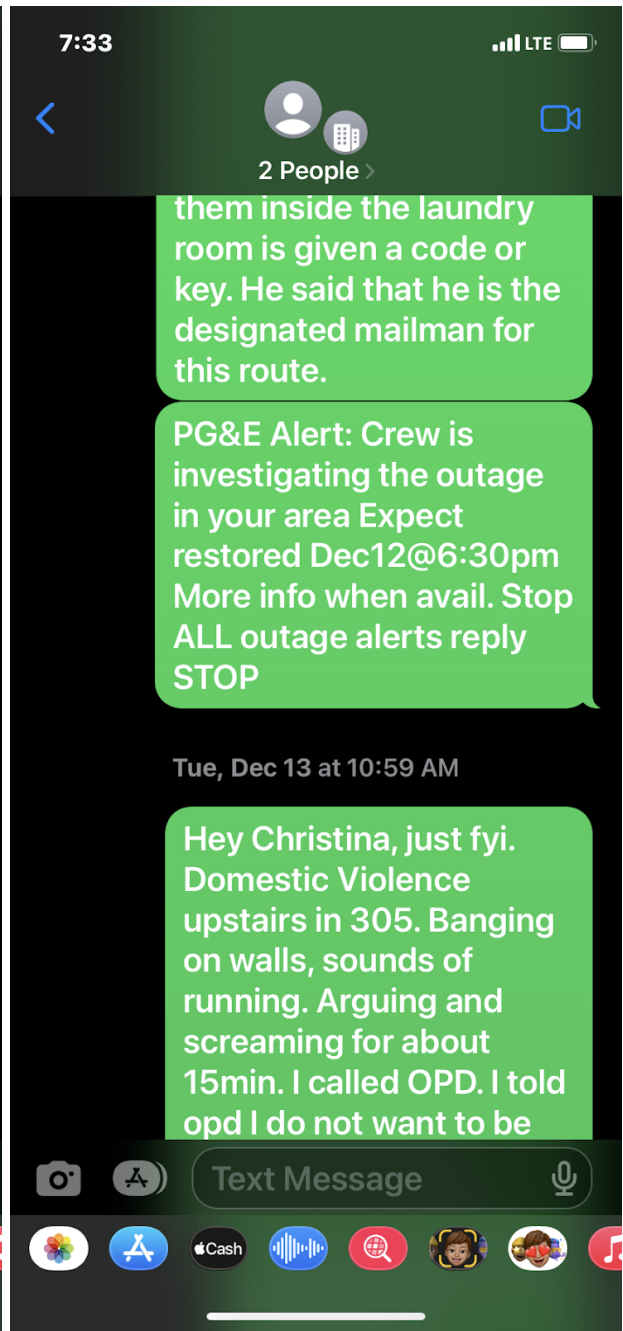 7:33
LTE
2 People
them inside the laundry
room is given a code or
key. He said that he is the
designated mailman for
this route.
PG&E Alert: Crew is
investigating the outage
in your area Expect
restored Dec12@6:30pm
More info when avail. Stop
ALL outage alerts reply
STOP
Tue, Dec 13 at 10:59 AM
Hey Christina, just fyi.
Domestic Violence
upstairs in 305. Banging
on walls, sounds of
running. Arguing and
screaming for about
15min. I called OPD. I told
opd I do not want to be
Text Message
Cash